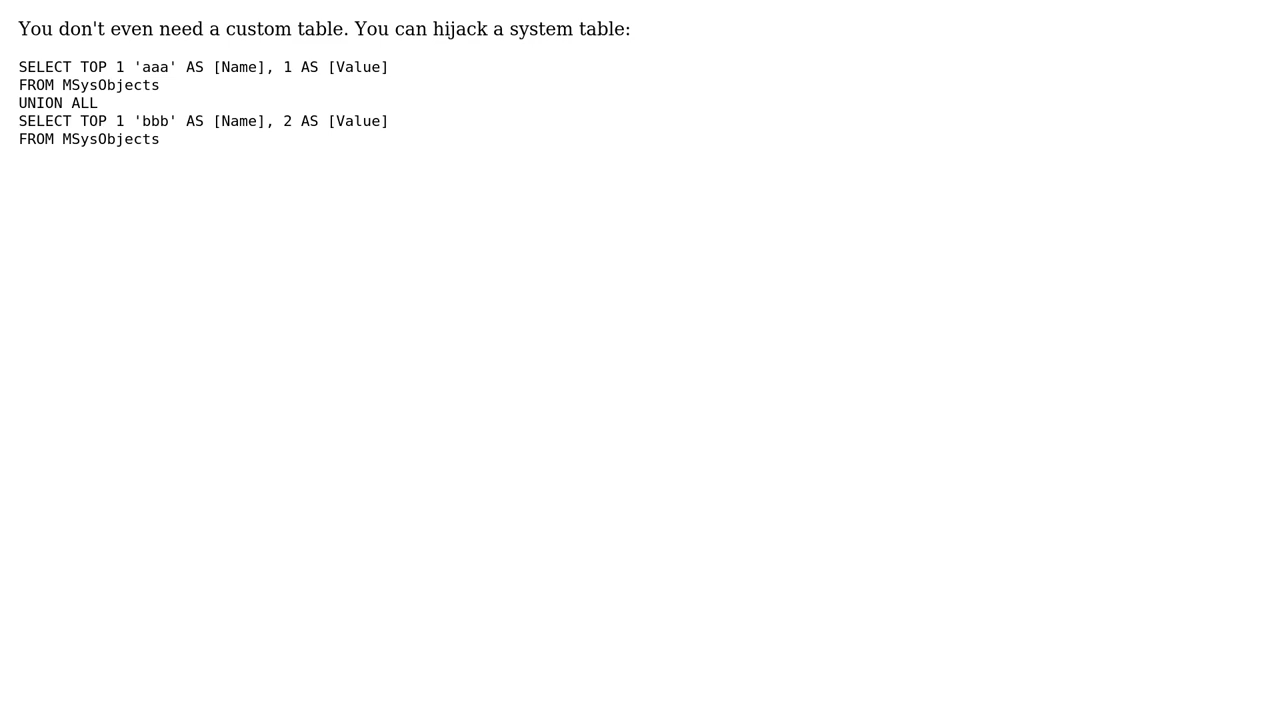 You don't even need a custom table. You can hijack a system table:
SELECT TOP 1 'aaa' AS [Name], 1 AS [Value]
FROM MSysObjects
UNION ALL
SELECT TOP 1 'bbb' AS [Name], 2 AS [Value]
FROM MSysObjects